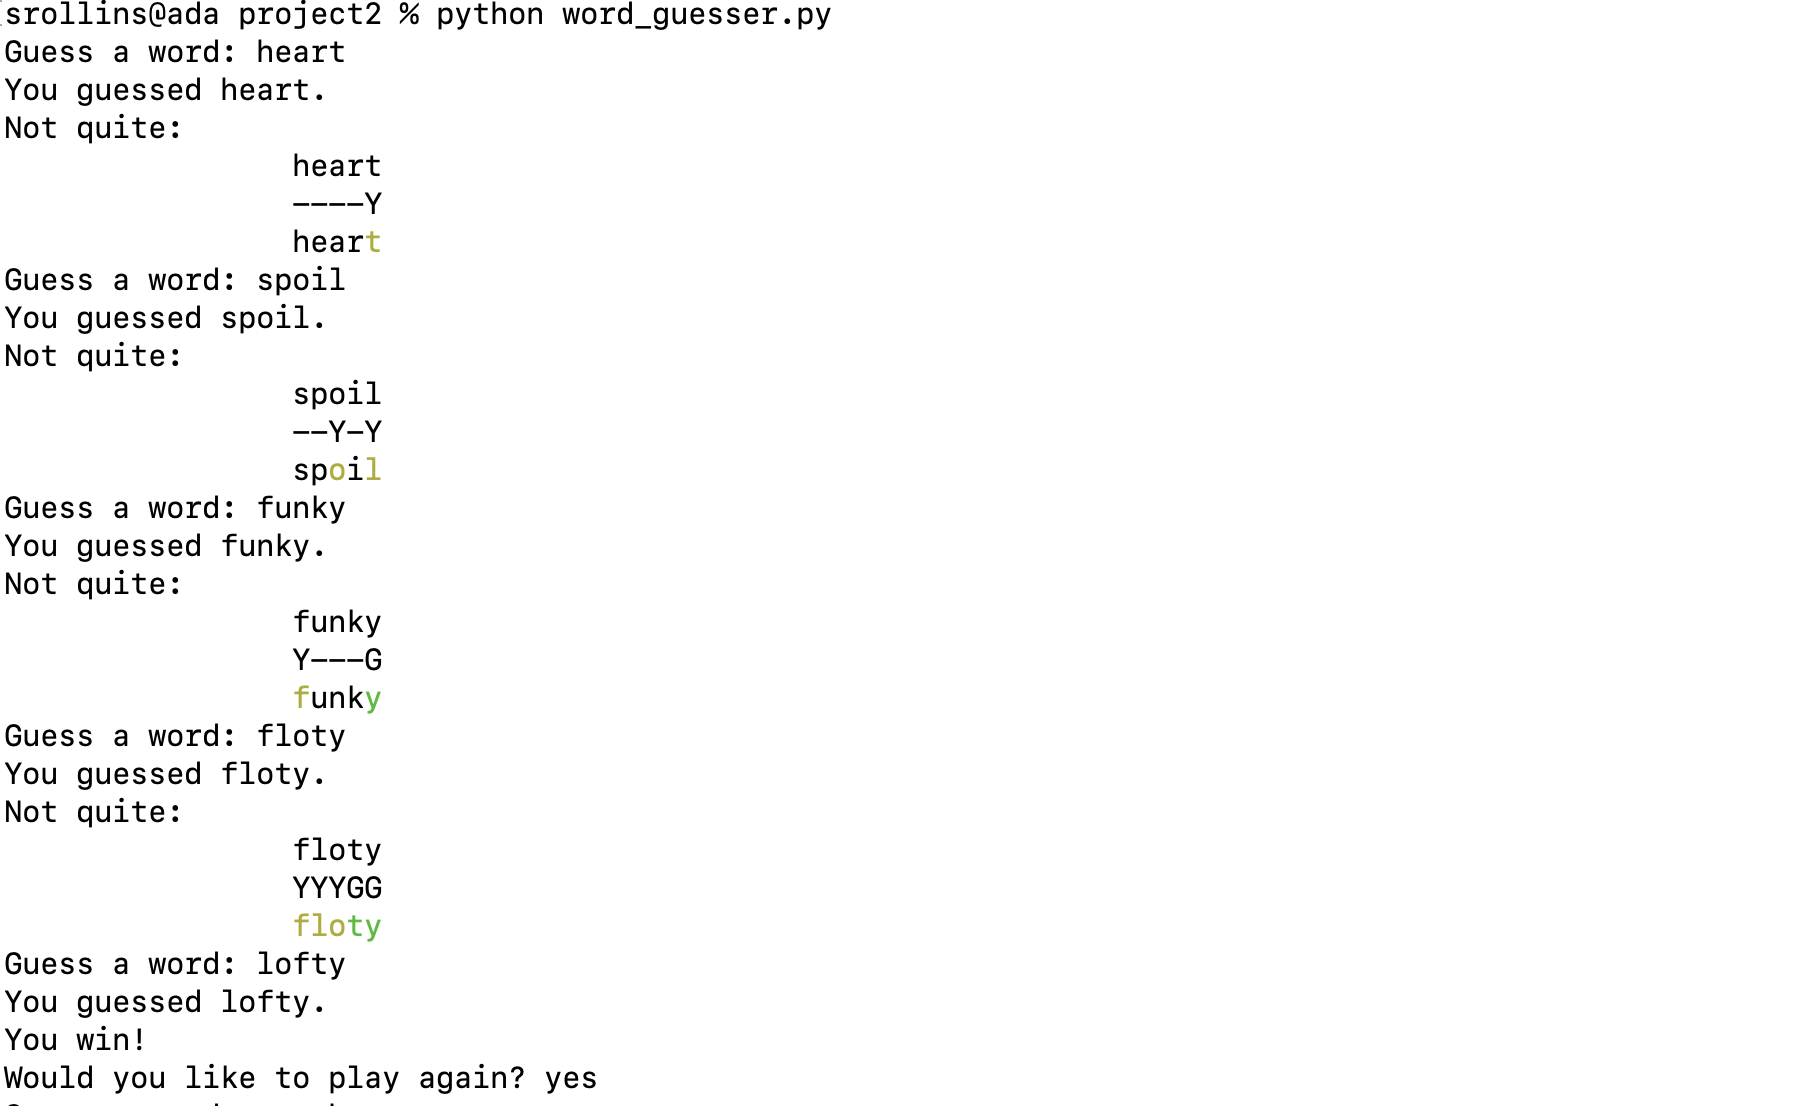 srollins@ada project2 % python word_guesser.py
Guess a word: heart
You guessed heart.
Not quite:
heart
----Y
heart
Guess a word: spoil
You guessed spoil.
Not quite:
spoil
--Y-Y
spoil
Guess a word: funky
You guessed funky.
Not quite:
funky
Y---G
funky
Guess a word: floty
You guessed floty.
Not quite:
floty
YYYGG
floty
Guess a word: lofty
You guessed lofty.
You win!
Would you like to play again? yes